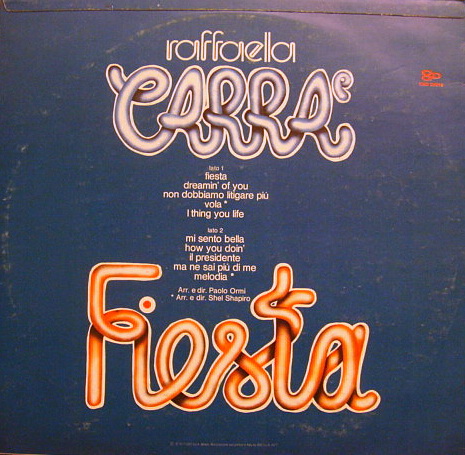 raffaela
CARRA'
lato 1
fiesta
dreamin' of you
non dobbiamo litigare più
vola *
I thing you life
lato 2
mi sento bella
how you doin'
il presidente
ma ne sai più di me
melodia *
Arr. e dir. Paolo Ormi
* Arr. e dir. Shel Shapiro
Fiesta